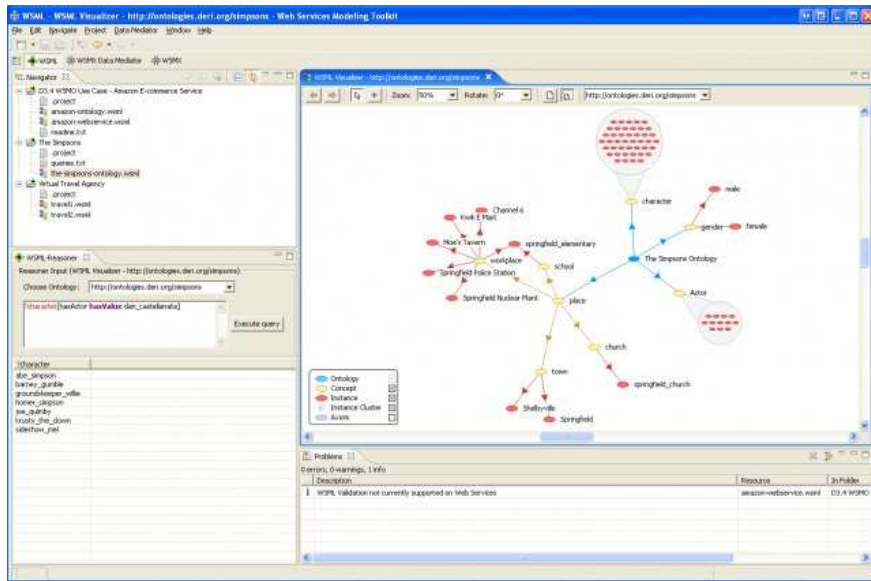 WSML - WSML Visualizer - http://ontologies.deri.org/simpsons - Web Services Modeling Toolkit
File Edit Navigate Project Data Mediator Window Help
WSML WSMX Data Mediator WSMX
Navigator
D3.4 WSMO Use Case - Amazon E-commerce Service
.project
amazon-ontology.wsml
amazon-webservice.wsml
readme.txt
The Simpsons
.project
queries.txt
the-simpsons-ontology.wsml
Virtual Travel Agency
.project
travel1.wsml
travel2.wsml
WSML-Reasoner
Reasoner Input (WSML Visualizer - http://ontologies.deri.org/simpsons)
Choose Ontology: http://ontologies.deri.org/simpsons
?character[hasActor hasValue dan_castellaneta]
Execute query
?character
abe_simpson
barney_gumble
groundskeeper_willie
homer_simpson
joe_quimby
krusty_the_clown
sideshow_mel
WSML Visualizer - http://ontologies.deri.org/simpsons
Zoom: 50% Rotate: 0° http://ontologies.deri.org/simpsons
character
male
gender
female
Channel 6
Kwik E Mart
Moe's Tavern
springfield_elementary
workplace
school
Springfield Police Station
Springfield Nuclear Plant
The Simpsons Ontology
Actor
place
church
springfield_church
town
Shelbyville
Springfield
Ontology
Concept
Instance
Instance Cluster
Axiom
Problems
0 errors, 0 warnings, 1 info
Description Resource In Folder
i WSML Validation not currently supported on Web Services amazon-webservice.wsml D3.4 WSMO